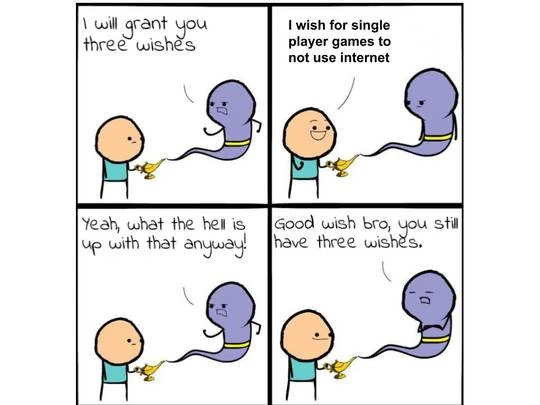 I will grant you
three wishes
I wish for single
player games to
not use internet
Yeah, what the hell is
up with that anyway!
Good wish bro, you still
have three wishes.